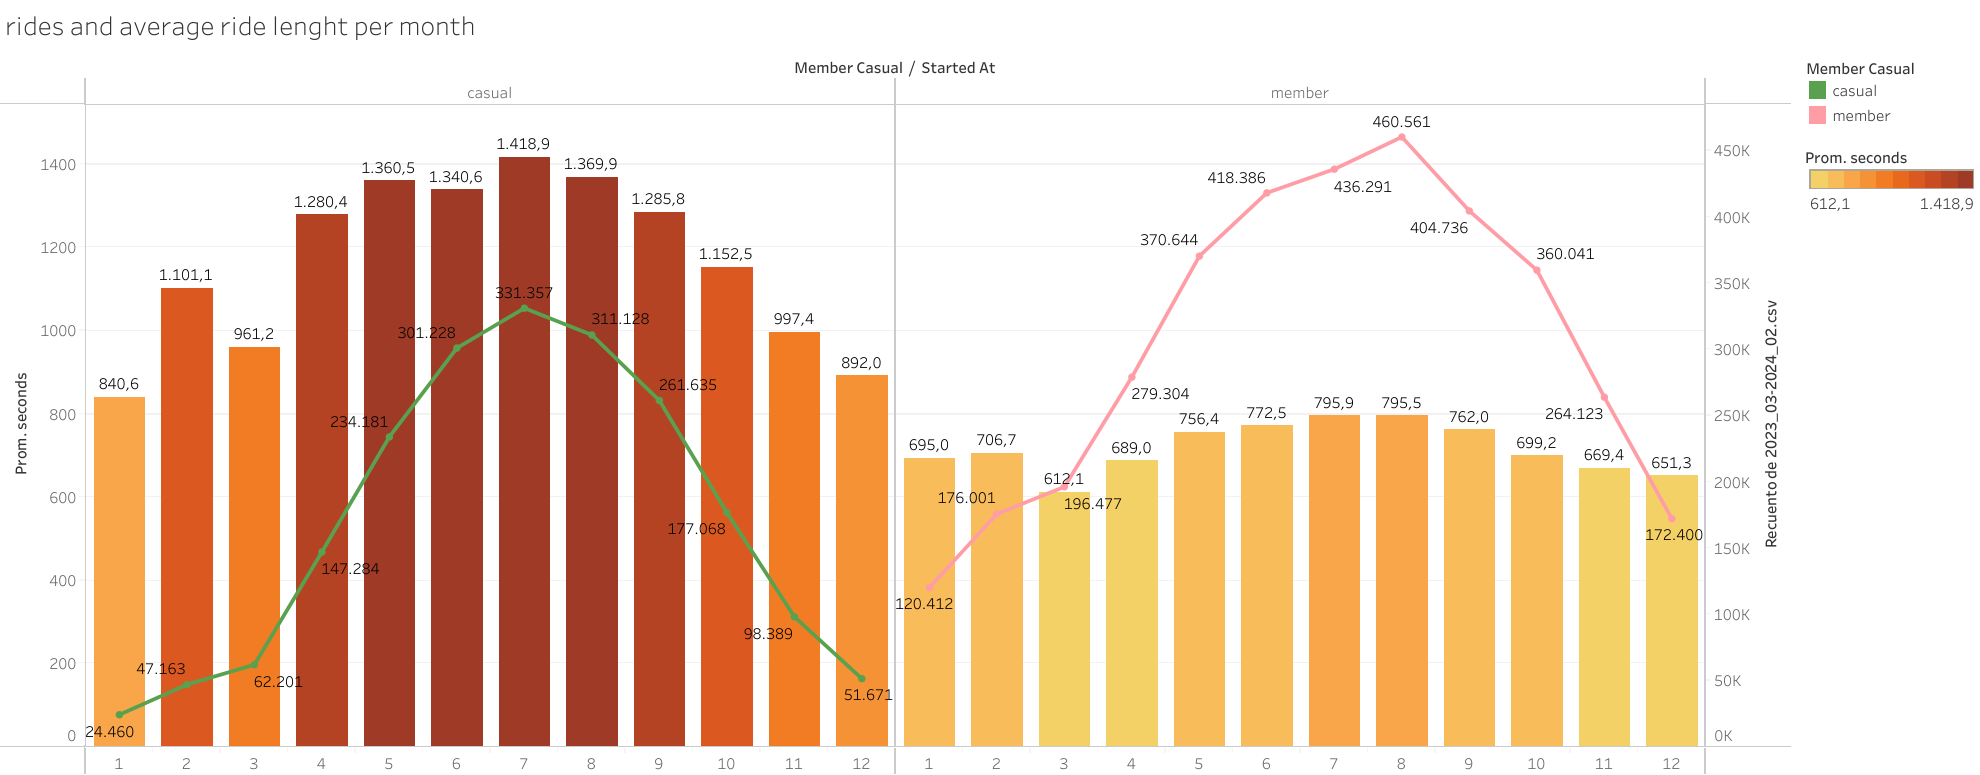 rides and average ride lenght per month
Member Casual / Started At
casual
member
Prom. seconds
1400
1200
1000
800
600
400
200
0
840,6
1.101,1
961,2
1.280,4
1.360,5
1.340,6
1.418,9
1.369,9
1.285,8
1.152,5
997,4
892,0
24.460
47.163
62.201
147.284
234.181
301.228
331.357
311.128
261.635
177.068
98.389
51.671
695,0
706,7
612,1
689,0
756,4
772,5
795,9
795,5
762,0
699,2
669,4
651,3
120.412
176.001
196.477
279.304
370.644
418.386
436.291
460.561
404.736
360.041
264.123
172.400
450K
400K
350K
300K
250K
200K
150K
100K
50K
0K
Recuento de 2023_03-2024_02.csv
1 2 3 4 5 6 7 8 9 10 11 12 1 2 3 4 5 6 7 8 9 10 11 12
Member Casual
casual
member
Prom. seconds
612,1 1.418,9